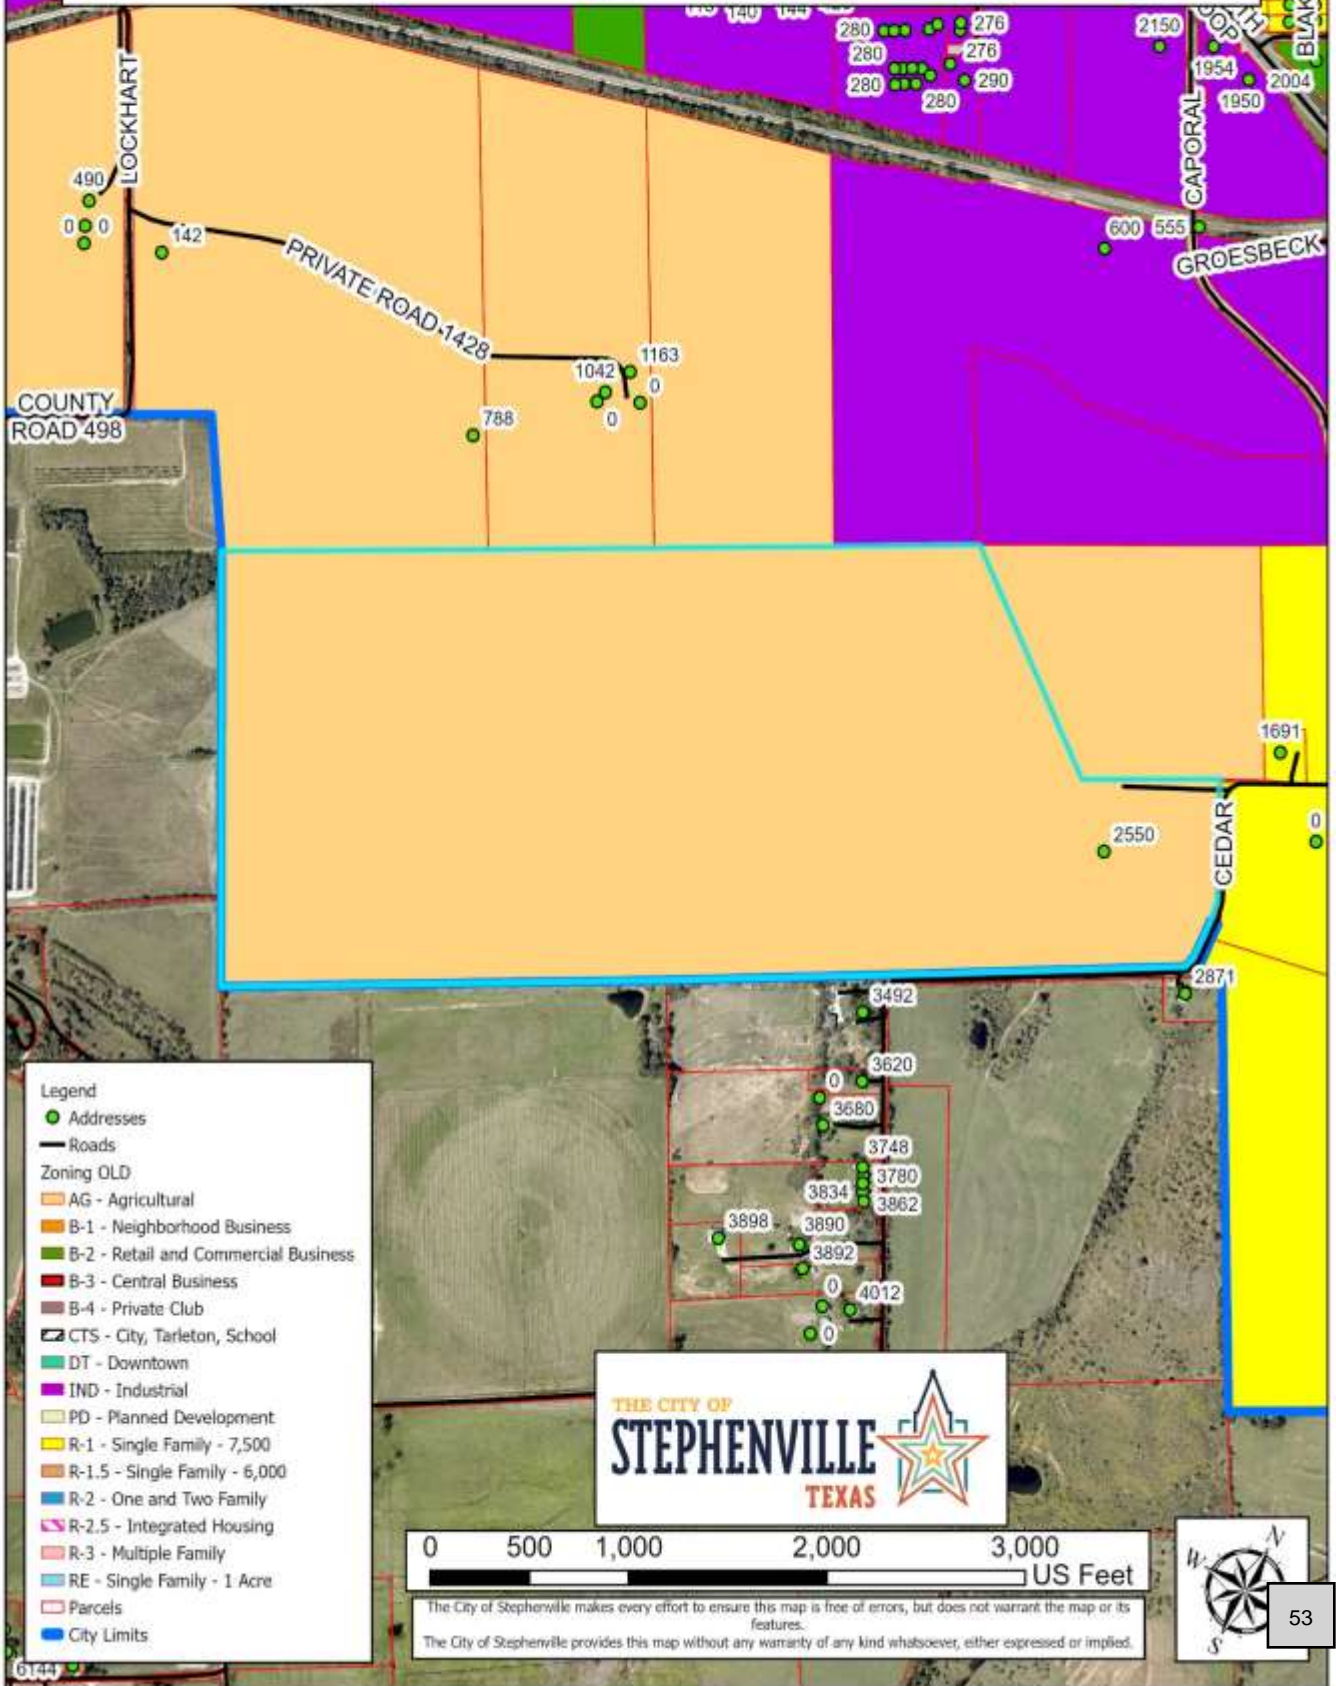 280
276
276
280
280
290
280
2150
1954
2004
1950
BLAK
LOCKHART
CAPORAL
490
0
0
142
600
555
GROESBECK
PRIVATE ROAD 1428
1163
1042
0
0
788
COUNTY
ROAD 498
1691
2550
0
CEDAR
2871
3492
3620
0
3680
3748
3780
3834
3862
3898
3890
3892
0
4012
0
Legend
Addresses
Roads
Zoning OLD
AG - Agricultural
B-1 - Neighborhood Business
B-2 - Retail and Commercial Business
B-3 - Central Business
B-4 - Private Club
CTS - City, Tarleton, School
DT - Downtown
IND - Industrial
PD - Planned Development
R-1 - Single Family - 7,500
R-1.5 - Single Family - 6,000
R-2 - One and Two Family
R-2.5 - Integrated Housing
R-3 - Multiple Family
RE - Single Family - 1 Acre
Parcels
City Limits
6144
THE CITY OF
STEPHENVILLE
TEXAS
0 500 1,000 2,000 3,000
US Feet
The City of Stephenville makes every effort to ensure this map is free of errors, but does not warrant the map or its
features.
The City of Stephenville provides this map without any warranty of any kind whatsoever, either expressed or implied.
N
W
S
53